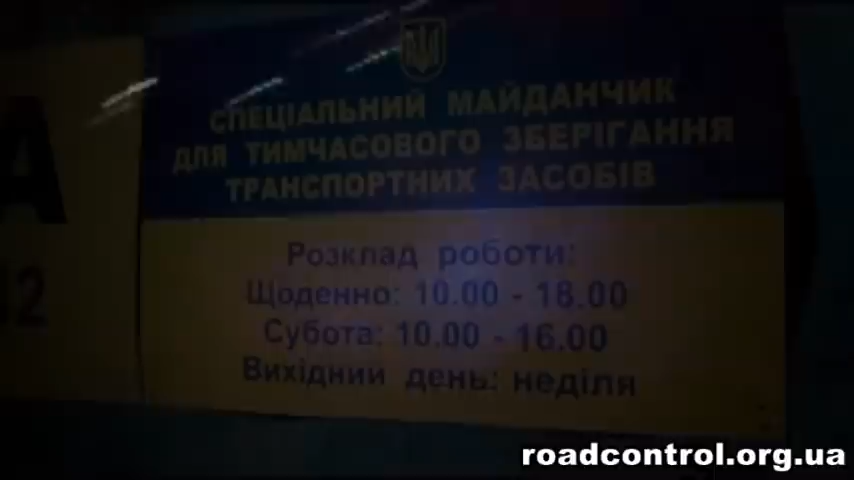 СПЕЦІАЛЬНИЙ МАЙДАНЧИК
ДЛЯ ТИМЧАСОВОГО ЗБЕРІГАННЯ
ТРАНСПОРТНИХ ЗАСОБІВ
Розклад роботи:
Щоденно: 10.00 - 18.00
Субота: 10.00 - 16.00
Вихідний день: неділя
А
12
roadcontrol.org.ua